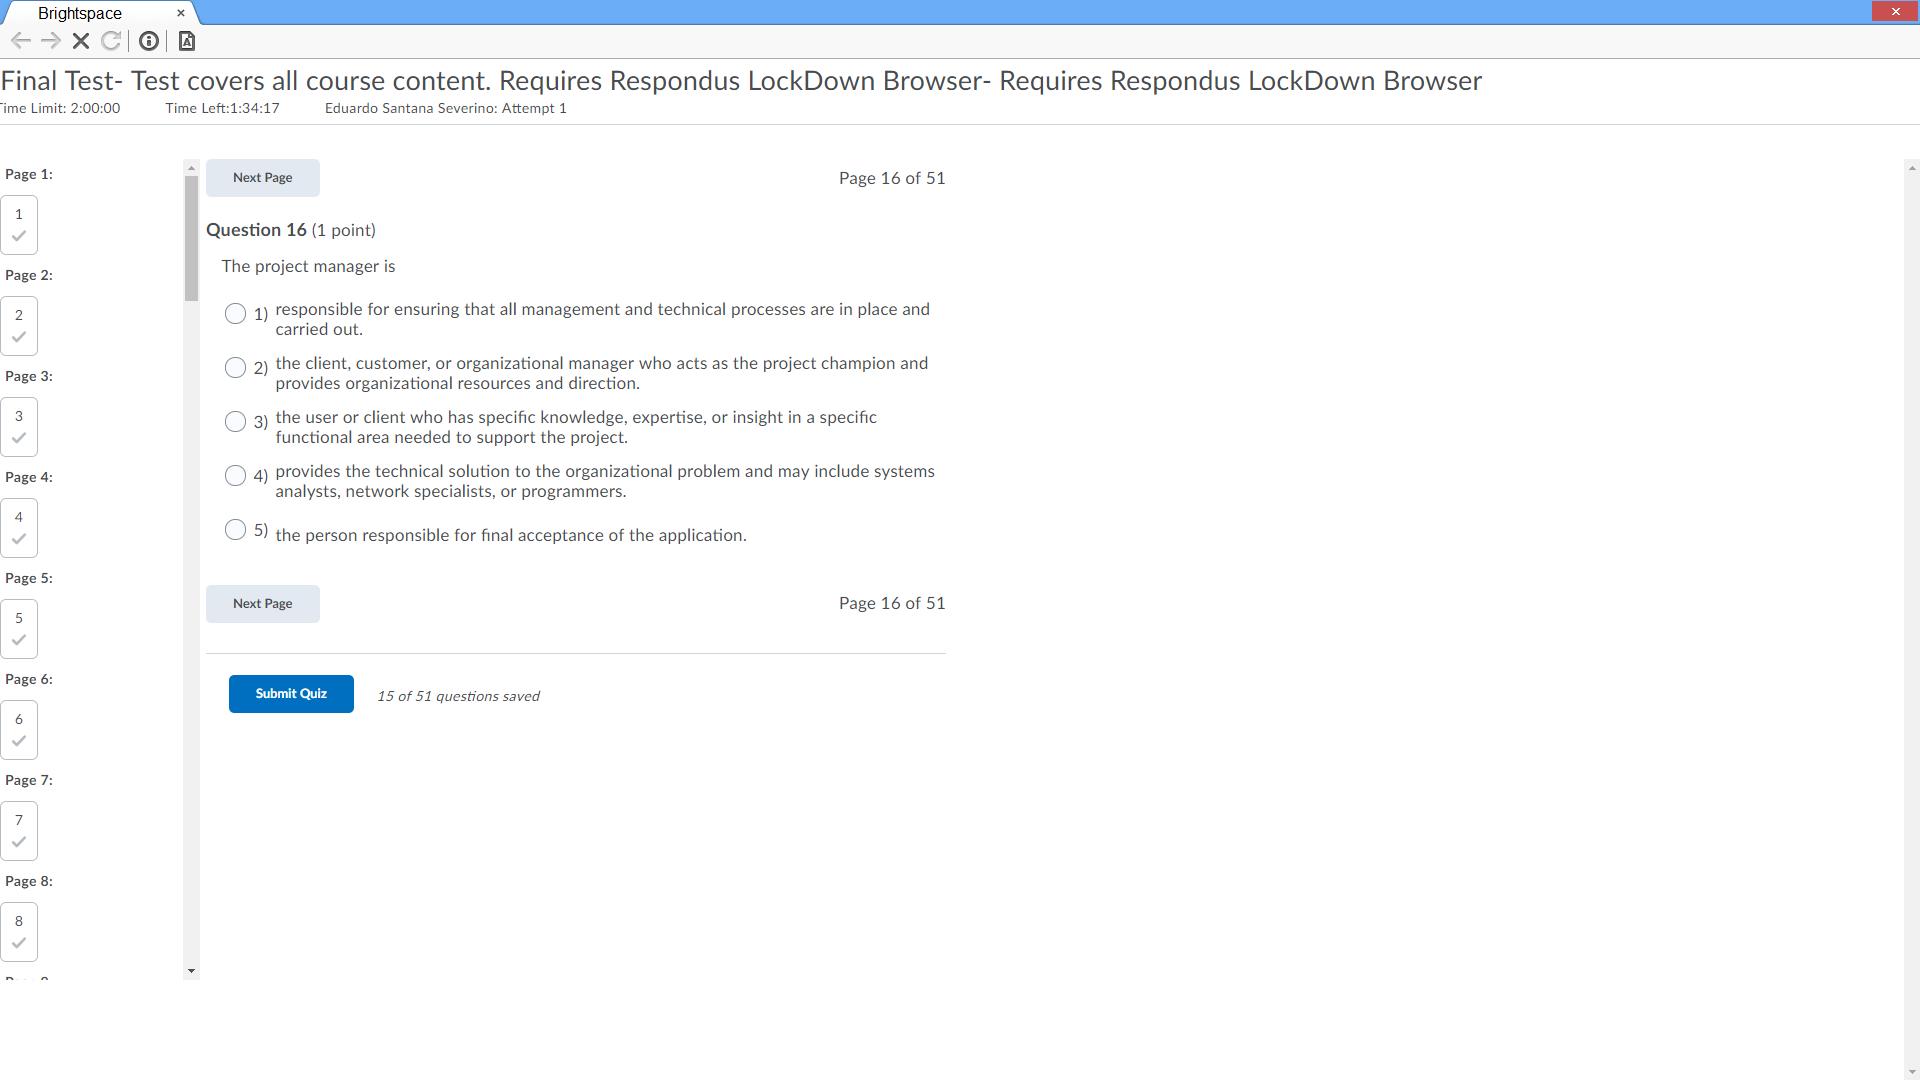 Brightspace
Final Test- Test covers all course content. Requires Respondus LockDown Browser- Requires Respondus LockDown Browser
Time Limit: 2:00:00 Time Left:1:34:17 Eduardo Santana Severino: Attempt 1
Page 1:
1
Page 2:
2
Page 3:
3
Page 4:
4
Page 5:
5
Page 6:
6
Page 7:
7
Page 8:
8
Next Page
Page 16 of 51
Question 16 (1 point)
The project manager is
1) responsible for ensuring that all management and technical processes are in place and
carried out.
2) the client, customer, or organizational manager who acts as the project champion and
provides organizational resources and direction.
3) the user or client who has specific knowledge, expertise, or insight in a specific
functional area needed to support the project.
4) provides the technical solution to the organizational problem and may include systems
analysts, network specialists, or programmers.
5) the person responsible for final acceptance of the application.
Next Page
Page 16 of 51
Submit Quiz
15 of 51 questions saved